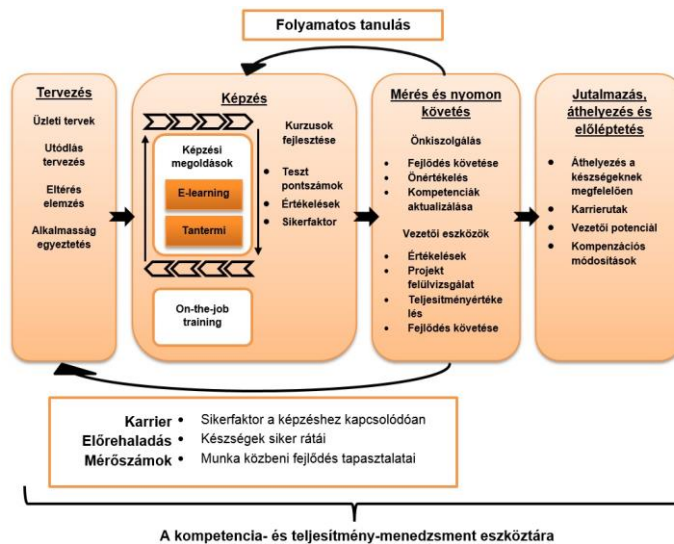 Folyamatos tanulás
Tervezés
Üzleti tervek
Utódlás
tervezés
Eltérés
elemzés
Alkalmasság
egyeztetés
Képzés
Képzési
megoldások
E-learning
Tantermi
On-the-job
training
Kurzusok
fejlesztése
• Teszt
pontszámok
• Értékelések
• Sikerfaktor
Mérés és nyomon
követés
Önkiszolgálás
• Fejlődés követése
• Önértékelés
• Kompetenciák
aktualizálása
Vezetői eszközök
• Értékelések
• Projekt
felülvizsgálat
• Teljesítményértéke
lés
• Fejlődés követése
Jutalmazás,
áthelyezés és
előléptetés
• Áthelyezés a
készségeknek
megfelelően
• Karrierutak
• Vezetői potenciál
• Kompenzációs
módosítások
Karrier • Sikerfaktor a képzéshez kapcsolódóan
Előrehaladás • Készségek siker rátái
Mérőszámok • Munka közbeni fejlődés tapasztalatai
A kompetencia- és teljesítmény-menedzsment eszköztára